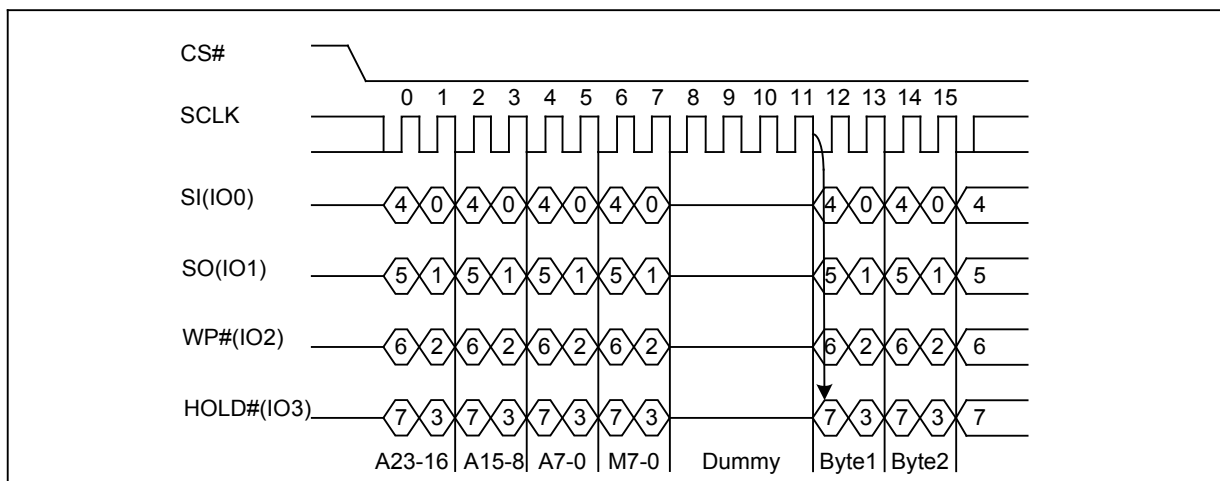 CS#
0 1 2 3 4 5 6 7 8 9 10 11 12 13 14 15
SCLK
SI(IO0) 4 0 4 0 4 0 4 0 4 0 4 0 4
SO(IO1) 5 1 5 1 5 1 5 1 5 1 5 1 5
WP#(IO2) 6 2 6 2 6 2 6 2 6 2 6 2 6
HOLD#(IO3) 7 3 7 3 7 3 7 3 7 3 7 3 7
A23-16 A15-8 A7-0 M7-0 Dummy Byte1 Byte2